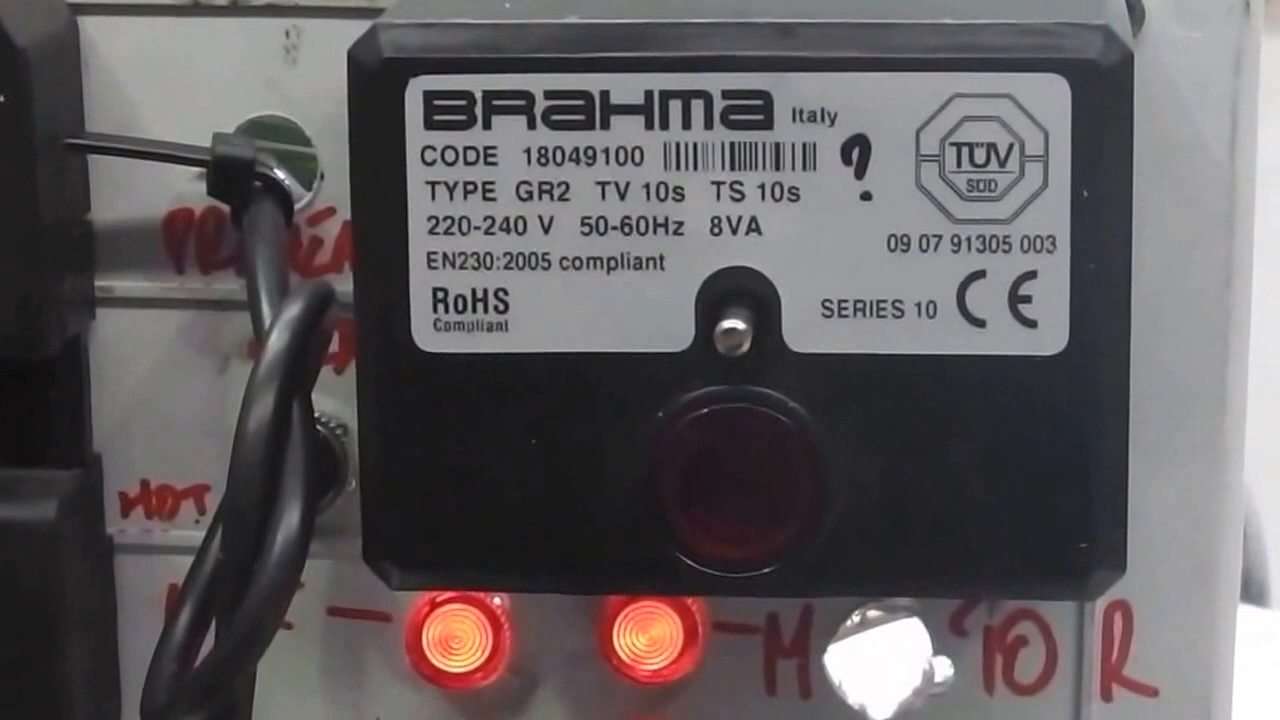 BRAHMA Italy
CODE 18049100 ?
TYPE GR2 TV 10s TS 10s
220-240 V 50-60Hz 8VA
EN230:2005 compliant
RoHS
Compliant
TÜV
SÜD
09 07 91305 003
SERIES 10 CE
HOT